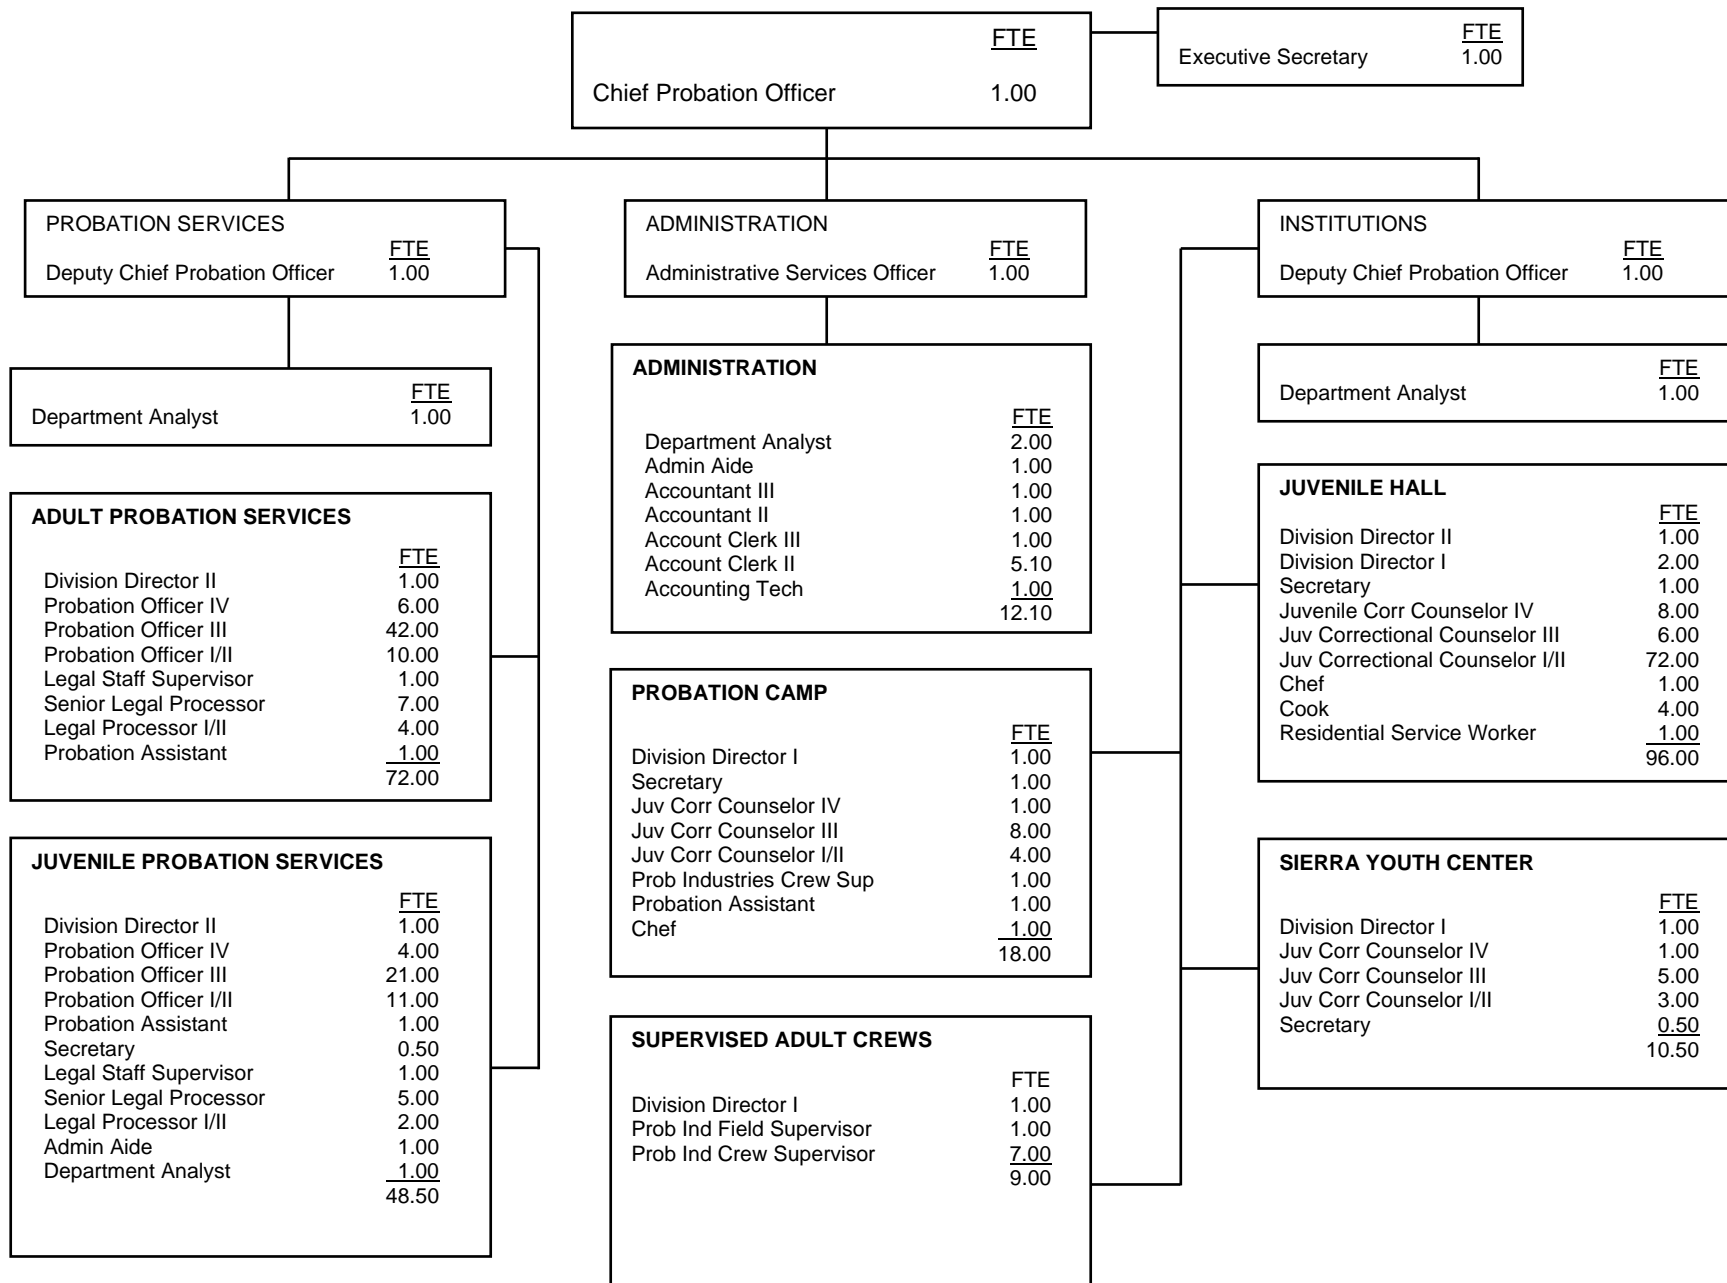 FTE
Chief Probation Officer 1.00
FTE
Executive Secretary 1.00
PROBATION SERVICES
FTE
Deputy Chief Probation Officer 1.00
ADMINISTRATION
FTE
Administrative Services Officer 1.00
INSTITUTIONS
FTE
Deputy Chief Probation Officer 1.00
FTE
Department Analyst 1.00
ADULT PROBATION SERVICES
FTE
Division Director II 1.00
Probation Officer IV 6.00
Probation Officer III 42.00
Probation Officer I/II 10.00
Legal Staff Supervisor 1.00
Senior Legal Processor 7.00
Legal Processor I/II 4.00
Probation Assistant 1.00
72.00
JUVENILE PROBATION SERVICES
FTE
Division Director II 1.00
Probation Officer IV 4.00
Probation Officer III 21.00
Probation Officer I/II 11.00
Probation Assistant 1.00
Secretary 0.50
Legal Staff Supervisor 1.00
Senior Legal Processor 5.00
Legal Processor I/II 2.00
Admin Aide 1.00
Department Analyst 1.00
48.50
ADMINISTRATION
FTE
Department Analyst 2.00
Admin Aide 1.00
Accountant III 1.00
Accountant II 1.00
Account Clerk III 1.00
Account Clerk II 5.10
Accounting Tech 1.00
12.10
PROBATION CAMP
FTE
Division Director I 1.00
Secretary 1.00
Juv Corr Counselor IV 1.00
Juv Corr Counselor III 8.00
Juv Corr Counselor I/II 4.00
Prob Industries Crew Sup 1.00
Probation Assistant 1.00
Chef 1.00
18.00
SUPERVISED ADULT CREWS
FTE
Division Director I 1.00
Prob Ind Field Supervisor 1.00
Prob Ind Crew Supervisor 7.00
9.00
FTE
Department Analyst 1.00
JUVENILE HALL
FTE
Division Director II 1.00
Division Director I 2.00
Secretary 1.00
Juvenile Corr Counselor IV 8.00
Juv Correctional Counselor III 6.00
Juv Correctional Counselor I/II 72.00
Chef 1.00
Cook 4.00
Residential Service Worker 1.00
96.00
SIERRA YOUTH CENTER
FTE
Division Director I 1.00
Juv Corr Counselor IV 1.00
Juv Corr Counselor III 5.00
Juv Corr Counselor I/II 3.00
Secretary 0.50
10.50